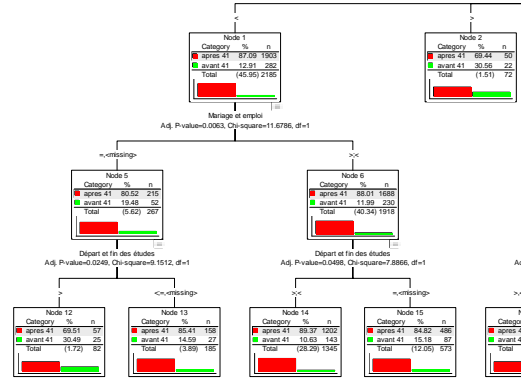 <
>
Node 1
Category % n
apres 41 87.09 1903
avant 41 12.91 282
Total (45.95) 2185
Node 2
Category % n
apres 41 69.44 50
avant 41 30.56 22
Total (1.51) 72
Mariage et emploi
Adj. P-value=0.0063, Chi-square=11.6786, df=1
=,<missing>
>;<
Node 5
Category % n
apres 41 80.52 215
avant 41 19.48 52
Total (5.62) 267
Node 6
Category % n
apres 41 88.01 1688
avant 41 11.99 230
Total (40.34) 1918
Départ et fin des études
Adj. P-value=0.0249, Chi-square=9.1512, df=1
Départ et fin des études
Adj. P-value=0.0498, Chi-square=7.8866, df=1
>
<=,<missing>
>;<
=,<missing>
Node 12
Category % n
apres 41 69.51 57
avant 41 30.49 25
Total (1.72) 82
Node 13
Category % n
apres 41 85.41 158
avant 41 14.59 27
Total (3.89) 185
Node 14
Category % n
apres 41 89.37 1202
avant 41 10.63 143
Total (28.29) 1345
Node 15
Category % n
apres 41 84.82 486
avant 41 15.18 87
Total (12.05) 573